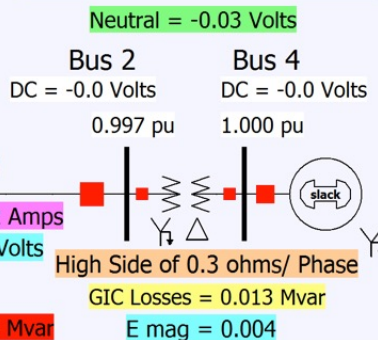 Neutral = -0.03 Volts
Bus 2 Bus 4
DC = -0.0 Volts DC = -0.0 Volts
0.997 pu 1.000 pu
slack
Amps
Volts
High Side of 0.3 ohms/ Phase
GIC Losses = 0.013 Mvar
Mvar E mag = 0.004